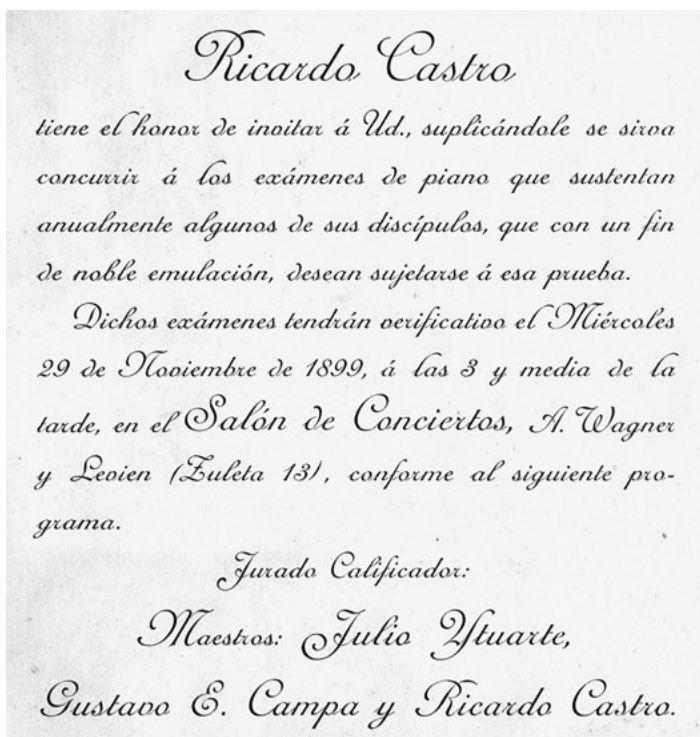 Ricardo Castro
tiene el honor de invitar á Ud., suplicándole se sirva
concurrir á los exámenes de piano que sustentan
anualmente algunos de sus discípulos, que con un fin
de noble emulación, desean sujetarse á esa prueba.
Dichos exámenes tendrán verificativo el Miércoles
29 de Noviembre de 1899, á las 3 y media de la
tarde, en el Salón de Conciertos, A. Wagner
y Levien (Zuleta 13), conforme al siguiente pro-
grama.
Jurado Calificador:
Maestros: Julio Ytuarte,
Gustavo E. Campa y Ricardo Castro.